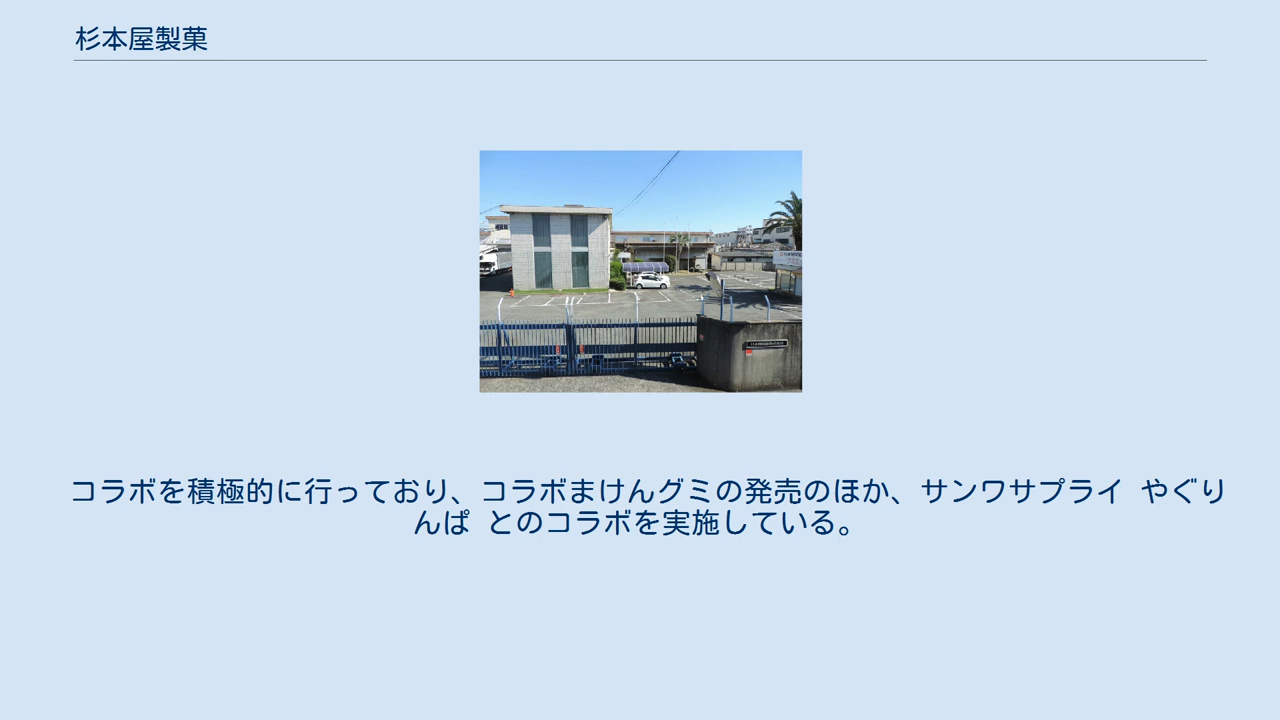 杉本屋製菓
コラボを積極的に行っており、コラボまけんグミの発売のほか、サンワサプライ やぐり
んぱ とのコラボを実施している。